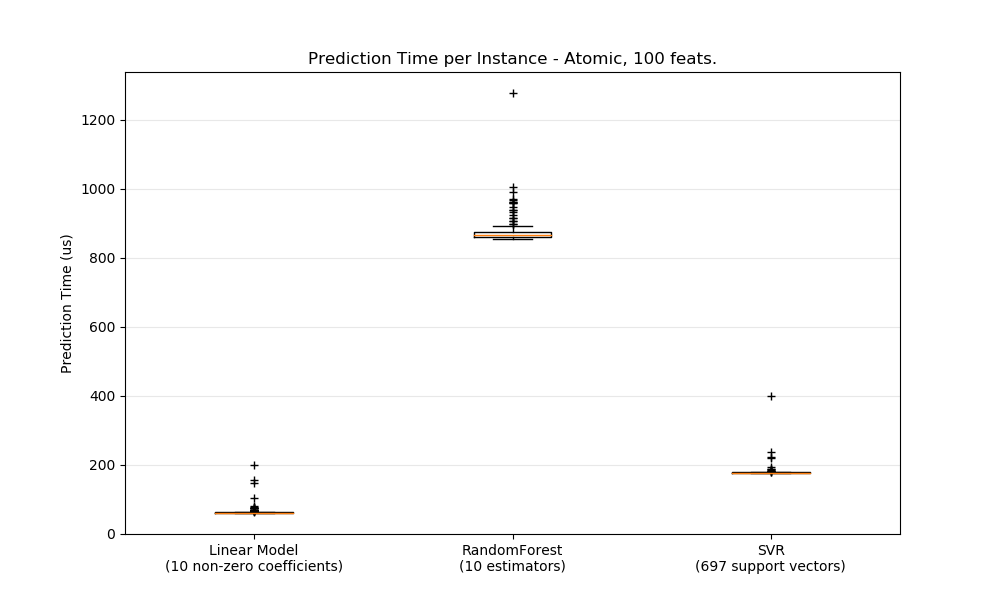 Prediction Time per Instance - Atomic, 100 feats.
Prediction Time (us)
1200
1000
800
600
400
200
0
Linear Model
(10 non-zero coefficients)
RandomForest
(10 estimators)
SVR
(697 support vectors)